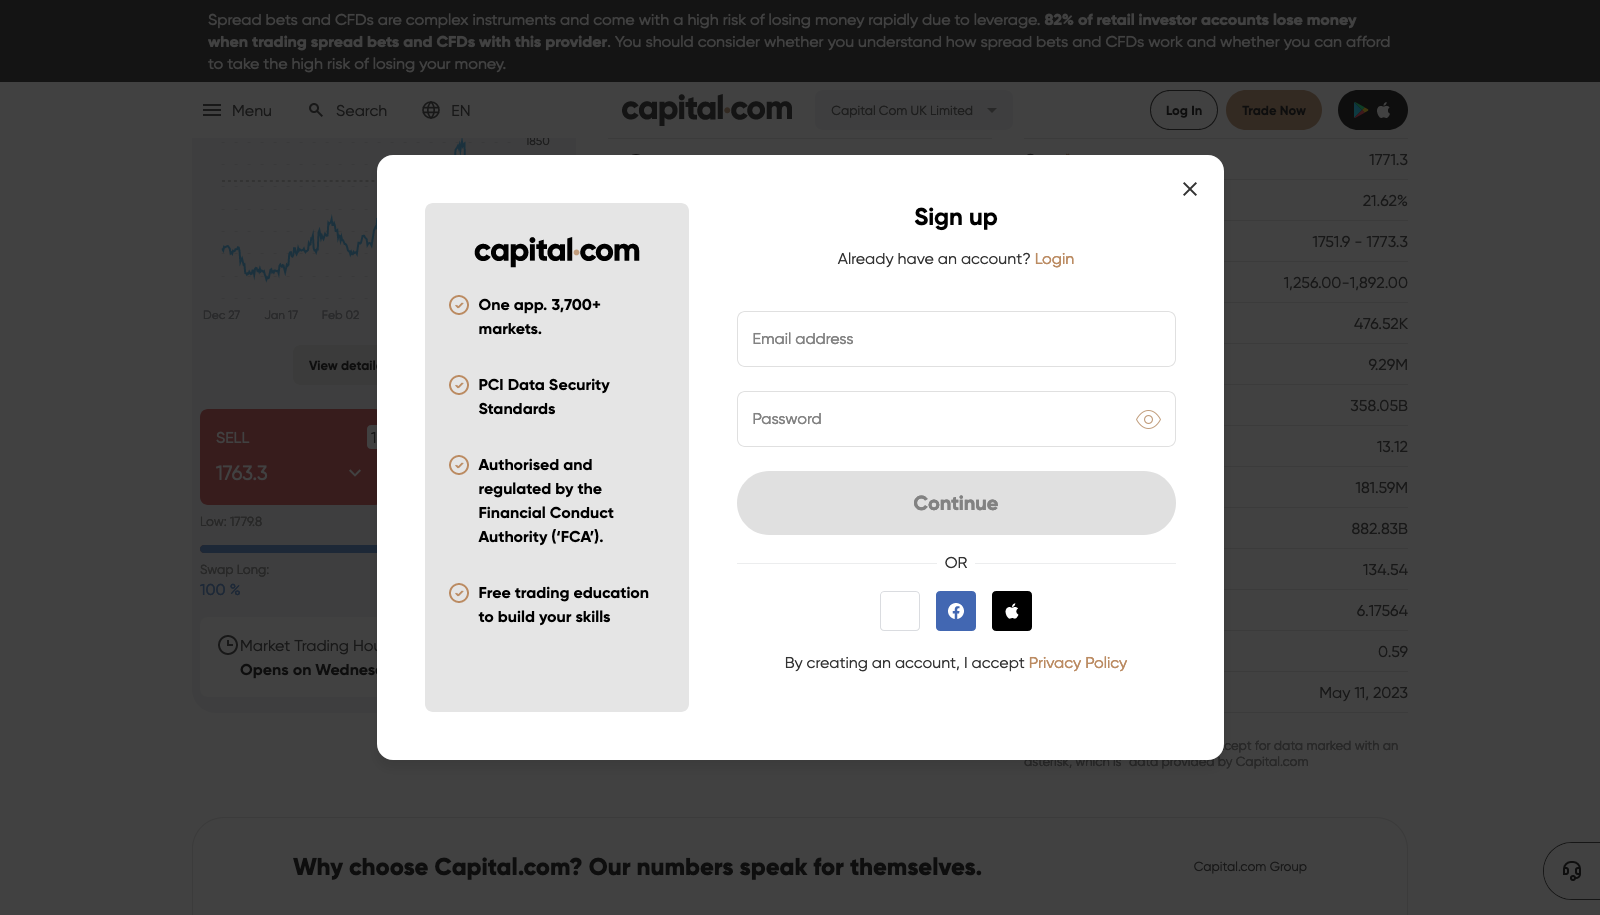 Spread bets and CFDs are complex instruments and come with a high risk of losing money rapidly due to leverage. 82% of retail investor accounts lose money
when trading spread bets and CFDs with this provider. You should consider whether you understand how spread bets and CFDs work and whether you can afford
to take the high risk of losing your money.
Menu
Search
EN
capital.com
Capital Com UK Limited
Log In
Trade Now
1850
Dec 27
Jan 17
Feb 02
SELL
1763.3
Low: 1779.8
Swap Long:
100 %
Market Trading
capital.com
One app. 3,700+
markets.
PCI Data Security
Standards
Authorised and
regulated by the
Financial Conduct
Authority (‘FCA’).
Free trading education
to build your skills
Sign up
Already have an account? Login
Email address
Password
Continue
OR
By creating an account, I accept Privacy Policy
1771.3
21.62%
1751.9 - 1773.3
1,256.00-1,892.00
476.52K
9.29M
358.05B
13.12
181.59M
882.83B
134.54
6.17564
0.59
May 11, 2023
View
Opens on
for data marked with an
asterisk, which is data provided by Capital.com
Why choose Capital.com? Our numbers speak for themselves.
Capital.com Group